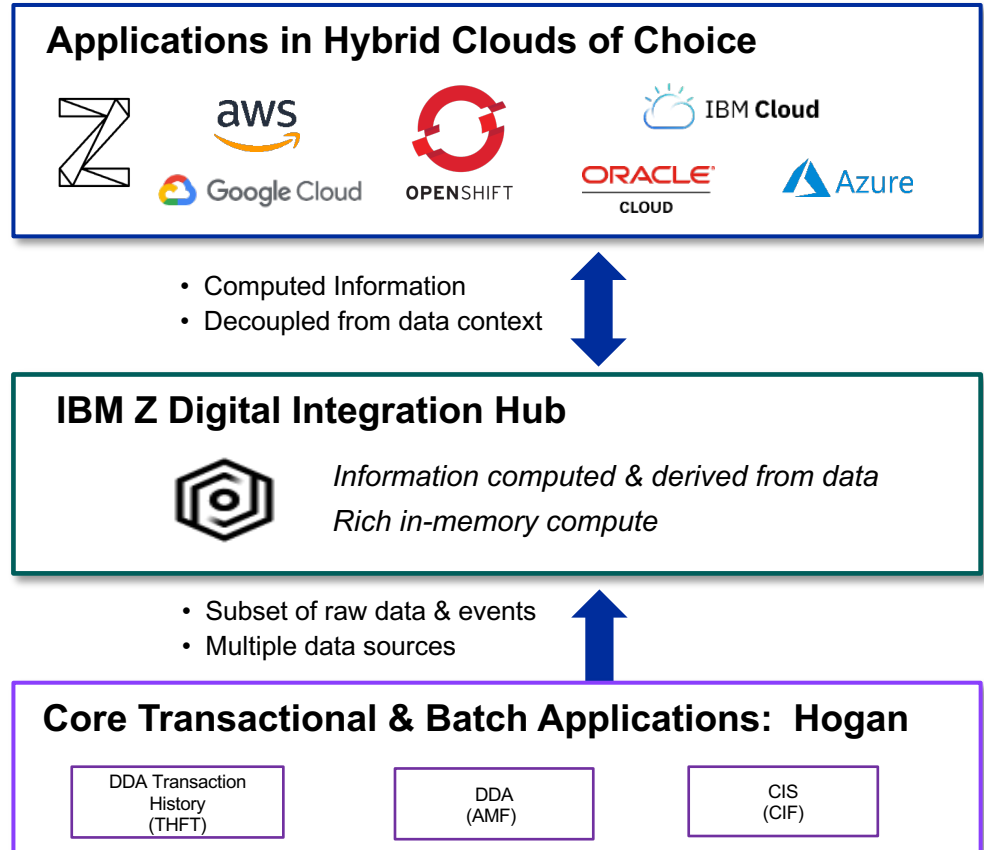 Applications in Hybrid Clouds of Choice
aws
IBM Cloud
Google Cloud
OPENSHIFT
ORACLE
CLOUD
Azure
• Computed Information
• Decoupled from data context
IBM Z Digital Integration Hub
Information computed & derived from data
Rich in-memory compute
• Subset of raw data & events
• Multiple data sources
Core Transactional & Batch Applications: Hogan
DDA Transaction
History
(THFT)
DDA
(AMF)
CIS
(CIF)